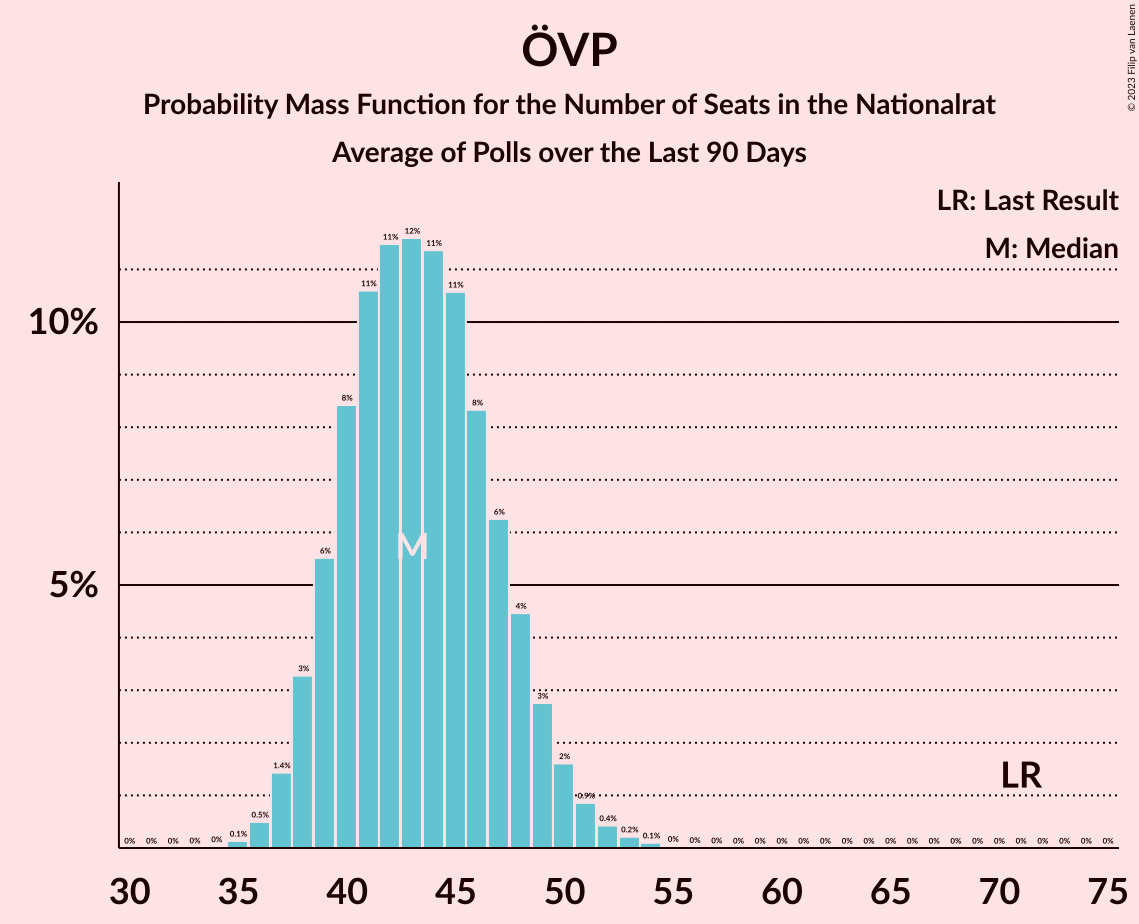 ÖVP
Probability Mass Function for the Number of Seats in the Nationalrat
Average of Polls over the Last 90 Days
© 2023 Filip van Laenen
LR: Last Result
M: Median
10%
5%
0% 0% 0% 0% 0% 0.1% 0.5% 1.4% 3% 6% 8% 11% 11% 12% 11% 11% 8% 6% 4% 3% 2% 0.9% 0.4% 0.2% 0.1% 0% 0% 0% 0% 0% 0% 0% 0% 0% 0% 0% 0% 0% 0% 0% 0% 0% 0% 0% 0% 0%
M
LR
30 35 40 45 50 55 60 65 70 75